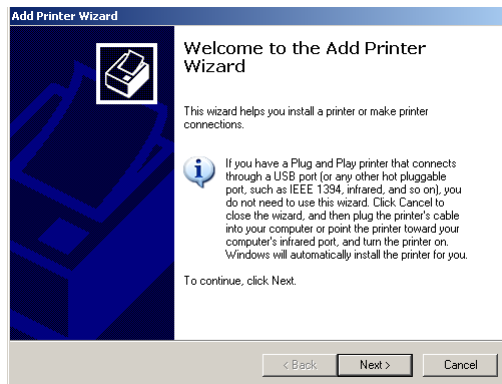 Add Printer Wizard
Welcome to the Add Printer
Wizard
This wizard helps you install a printer or make printer
connections.
If you have a Plug and Play printer that connects
through a USB port (or any other hot pluggable
port, such as IEEE 1394, infrared, and so on), you
do not need to use this wizard. Click Cancel to
close the wizard, and then plug the printer's cable
into your computer or point the printer toward your
computer's infrared port, and turn the printer on.
Windows will automatically install the printer for you.
To continue, click Next.
< Back Next > Cancel